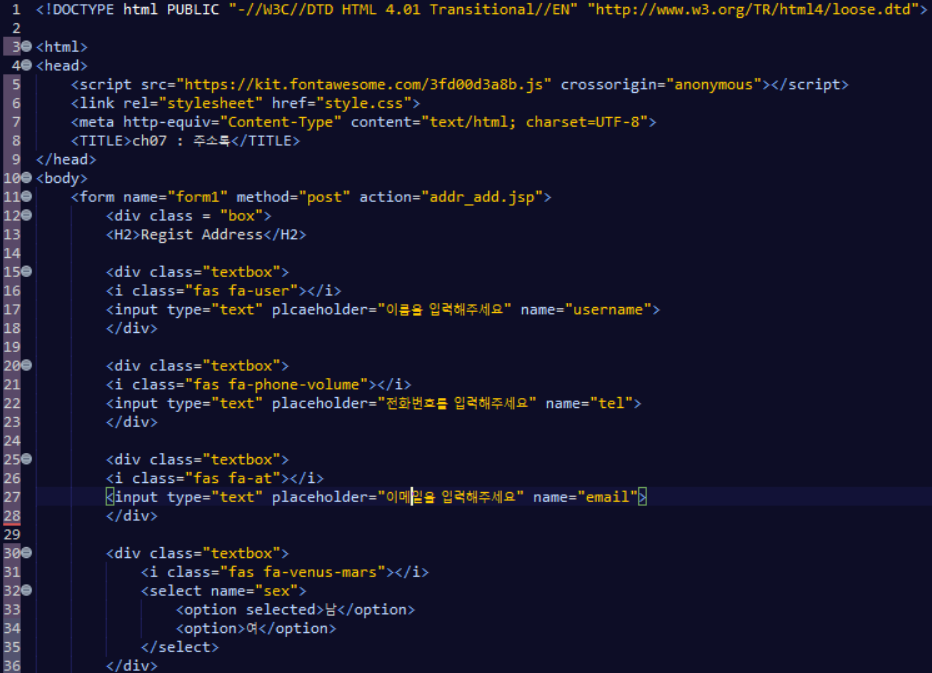 1 <!DOCTYPE html PUBLIC "-//W3C//DTD HTML 4.01 Transitional//EN" "http://www.w3.org/TR/html4/loose.dtd">
2
3 <html>
4 <head>
5 <script src="https://kit.fontawesome.com/3fd00d3a8b.js" crossorigin="anonymous"></script>
6 <link rel="stylesheet" href="style.css">
7 <meta http-equiv="Content-Type" content="text/html; charset=UTF-8">
8 <TITLE>ch07 : 주소록</TITLE>
9 </head>
10 <body>
11 <form name="form1" method="post" action="addr_add.jsp">
12 <div class = "box">
13 <H2>Regist Address</H2>
14
15 <div class="textbox">
16 <i class="fas fa-user"></i>
17 <input type="text" plcaeholder="이름을 입력해주세요" name="username">
18 </div>
19
20 <div class="textbox">
21 <i class="fas fa-phone-volume"></i>
22 <input type="text" placeholder="전화번호를 입력해주세요" name="tel">
23 </div>
24
25 <div class="textbox">
26 <i class="fas fa-at"></i>
27 <input type="text" placeholder="이메일을 입력해주세요" name="email">
28 </div>
29
30 <div class="textbox">
31 <i class="fas fa-venus-mars"></i>
32 <select name="sex">
33 <option selected>남</option>
34 <option>여</option>
35 </select>
36 </div>